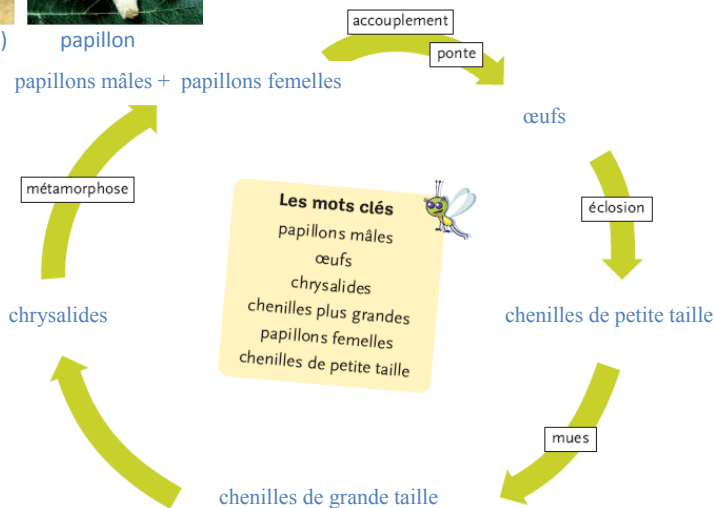 ) papillon
accouplement
ponte
papillons mâles + papillons femelles
œufs
métamorphose
éclosion
Les mots clés
papillons mâles
œufs
chrysalides
chenilles plus grandes
papillons femelles
chenilles de petite taille
chrysalides
chenilles de petite taille
mues
chenilles de grande taille